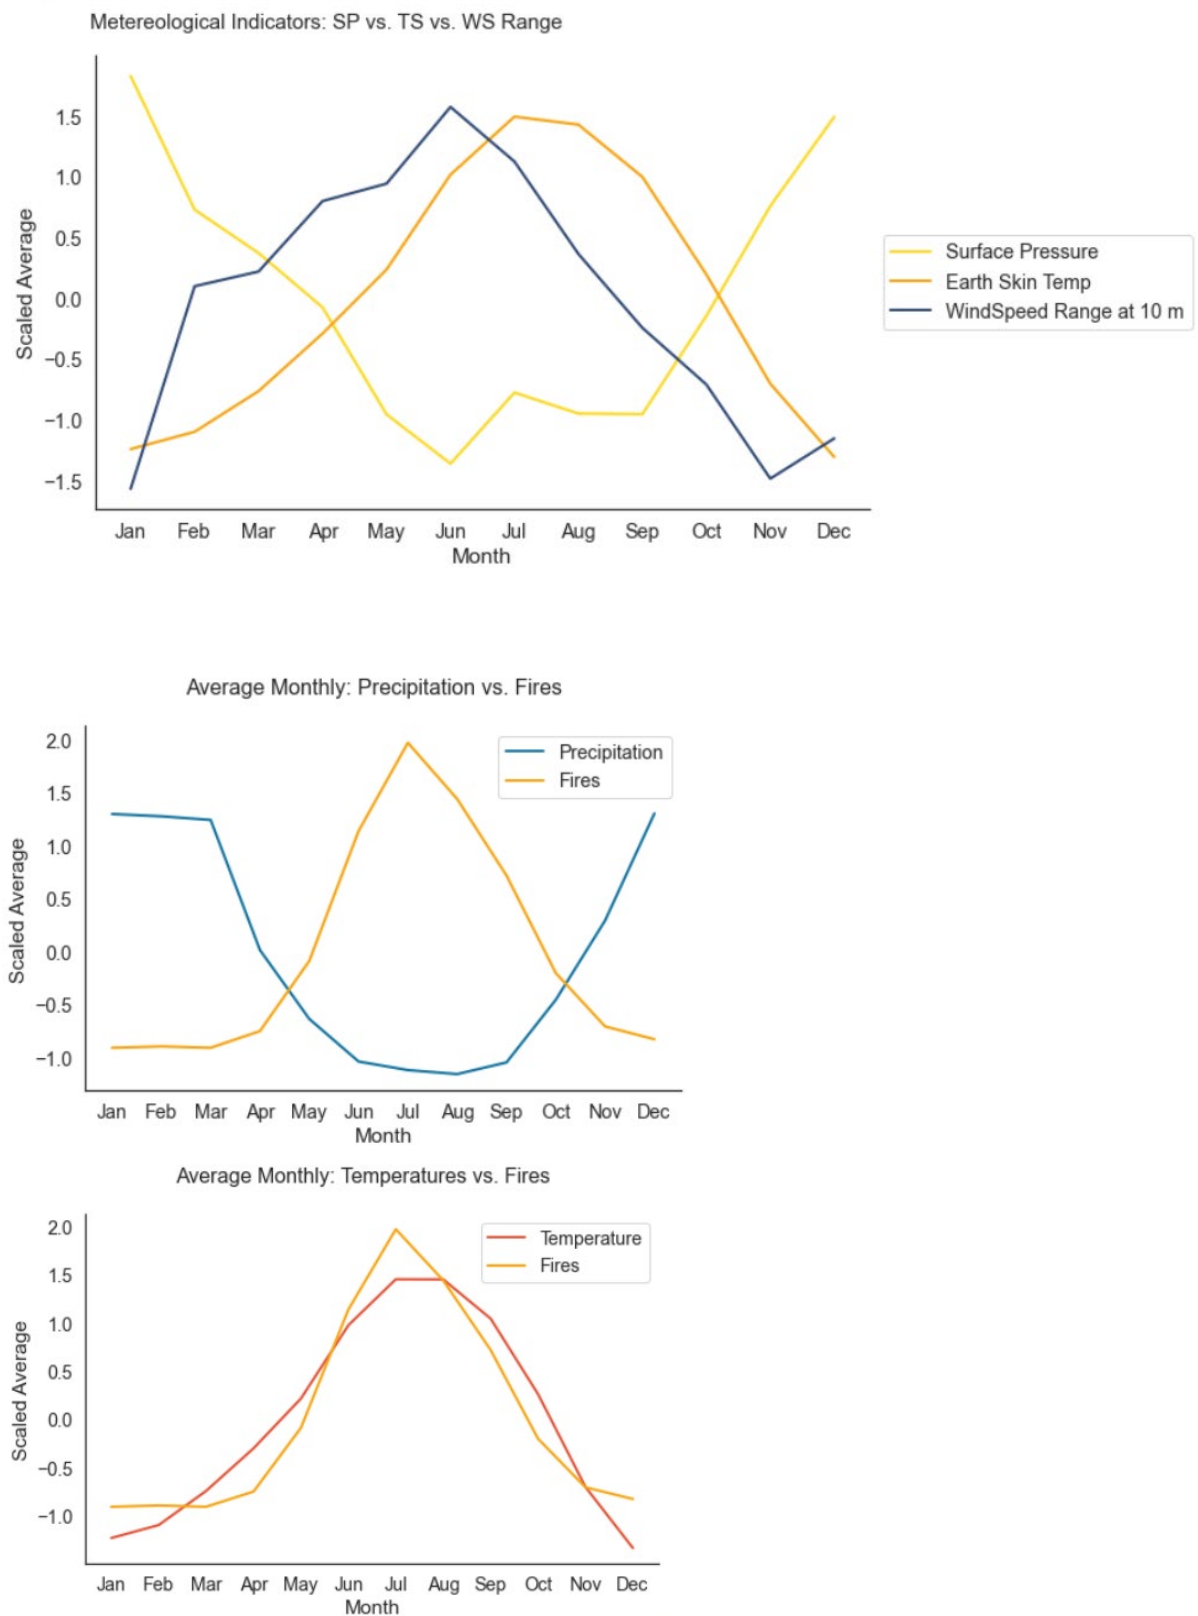 Metereological Indicators: SP vs. TS vs. WS Range
1.5
1.0
0.5
0.0
−0.5
−1.0
−1.5
Scaled Average
Jan Feb Mar Apr May Jun Jul Aug Sep Oct Nov Dec
Month
Surface Pressure
Earth Skin Temp
WindSpeed Range at 10 m
Average Monthly: Precipitation vs. Fires
2.0
1.5
1.0
0.5
0.0
−0.5
−1.0
Scaled Average
Precipitation
Fires
Jan Feb Mar Apr May Jun Jul Aug Sep Oct Nov Dec
Month
Average Monthly: Temperatures vs. Fires
2.0
1.5
1.0
0.5
0.0
−0.5
−1.0
Scaled Average
Temperature
Fires
Jan Feb Mar Apr May Jun Jul Aug Sep Oct Nov Dec
Month